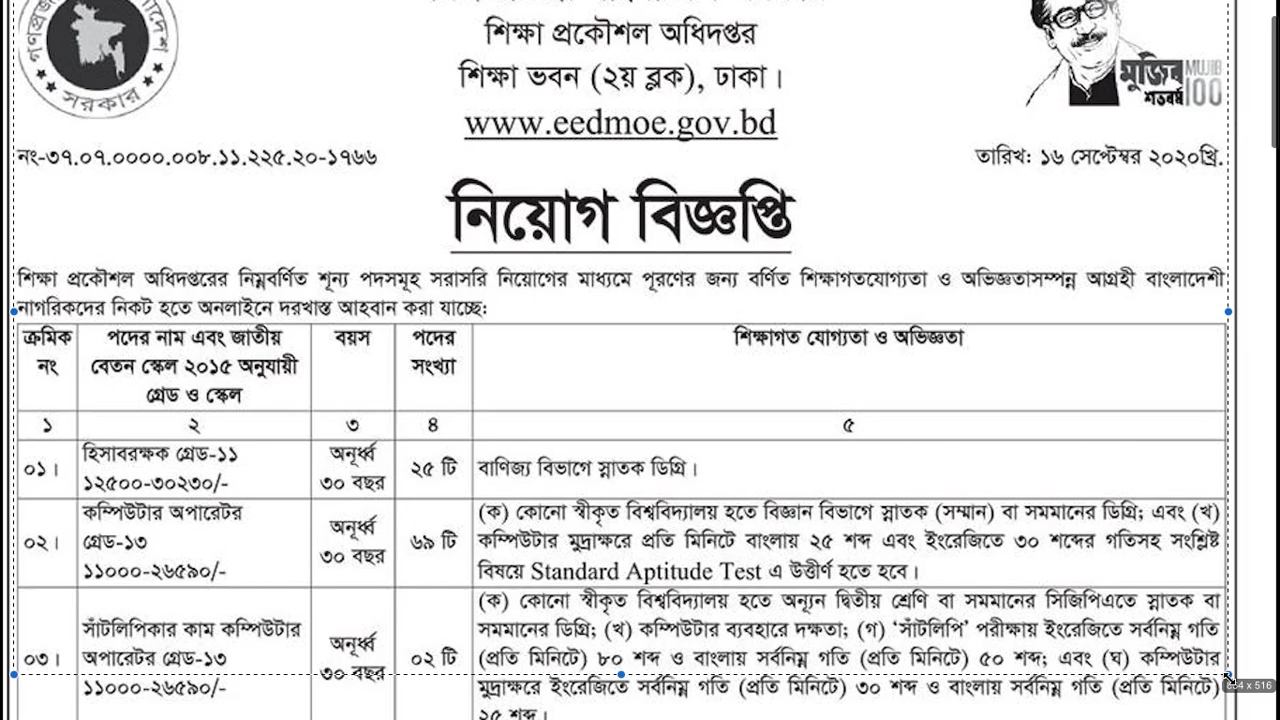 শিক্ষা প্রকৌশল অধিদপ্তর
শিক্ষা ভবন (২য় ব্লক), ঢাকা।
www.eedmoe.gov.bd
সরকার
মুজিব MUJIB
শতবর্ষ 100
নং-৩৭.০৭.০০০০.০০৮.১১.২২৫.২০-১৭৬৬
তারিখ: ১৬ সেপ্টেম্বর ২০২০খ্রি.
নিয়োগ বিজ্ঞপ্তি
শিক্ষা প্রকৌশল অধিদপ্তরের নিম্নবর্ণিত শূন্য পদসমূহ সরাসরি নিয়োগের মাধ্যমে পূরণের জন্য বর্ণিত শিক্ষাগতযোগ্যতা ও অভিজ্ঞতাসম্পন্ন আগ্রহী বাংলাদেশী
নাগরিকদের নিকট হতে অনলাইনে দরখাস্ত আহবান করা যাচ্ছে:
ক্রমিক নং
পদের নাম এবং জাতীয়
বেতন স্কেল ২০১৫ অনুযায়ী
গ্রেড ও স্কেল
বয়স
পদের
সংখ্যা
শিক্ষাগত যোগ্যতা ও অভিজ্ঞতা
১ ২ ৩ ৪ ৫
০১।
হিসাবরক্ষক গ্রেড-১১
১২৫০০-৩০২৩০/-
অনূর্ধ্ব
৩০ বছর
২৫ টি
বাণিজ্য বিভাগে স্নাতক ডিগ্রি।
০২।
কম্পিউটার অপারেটর
গ্রেড-১৩
১১০০০-২৬৫৯০/-
অনূর্ধ্ব
৩০ বছর
৬৯ টি
(ক) কোনো স্বীকৃত বিশ্ববিদ্যালয় হতে বিজ্ঞান বিভাগে স্নাতক (সম্মান) বা সমমানের ডিগ্রি; এবং (খ)
কম্পিউটার মুদ্রাক্ষরে প্রতি মিনিটে বাংলায় ২৫ শব্দ এবং ইংরেজিতে ৩০ শব্দের গতিসহ সংশ্লিষ্ট
বিষয়ে Standard Aptitude Test এ উত্তীর্ণ হতে হবে।
০৩।
সাঁটলিপিকার কাম কম্পিউটার
অপারেটর গ্রেড-১৩
১১০০০-২৬৫৯০/-
অনূর্ধ্ব
৩০ বছর
০২ টি
(ক) কোনো স্বীকৃত বিশ্ববিদ্যালয় হতে অন্যূন দ্বিতীয় শ্রেণি বা সমমানের সিজিপিএতে স্নাতক বা
সমমানের ডিগ্রি; (খ) কম্পিউটার ব্যবহারে দক্ষতা; (গ) ‘সাঁটলিপি’ পরীক্ষায় ইংরেজিতে সর্বনিম্ন গতি
(প্রতি মিনিটে) ৮০ শব্দ ও বাংলায় সর্বনিম্ন গতি (প্রতি মিনিটে) ৫০ শব্দ; এবং (ঘ) কম্পিউটার
মুদ্রাক্ষরে ইংরেজিতে সর্বনিম্ন গতি (প্রতি মিনিটে) ৩০ শব্দ ও বাংলায় সর্বনিম্ন গতি (প্রতি মিনিটে)
২৫ শব্দ।